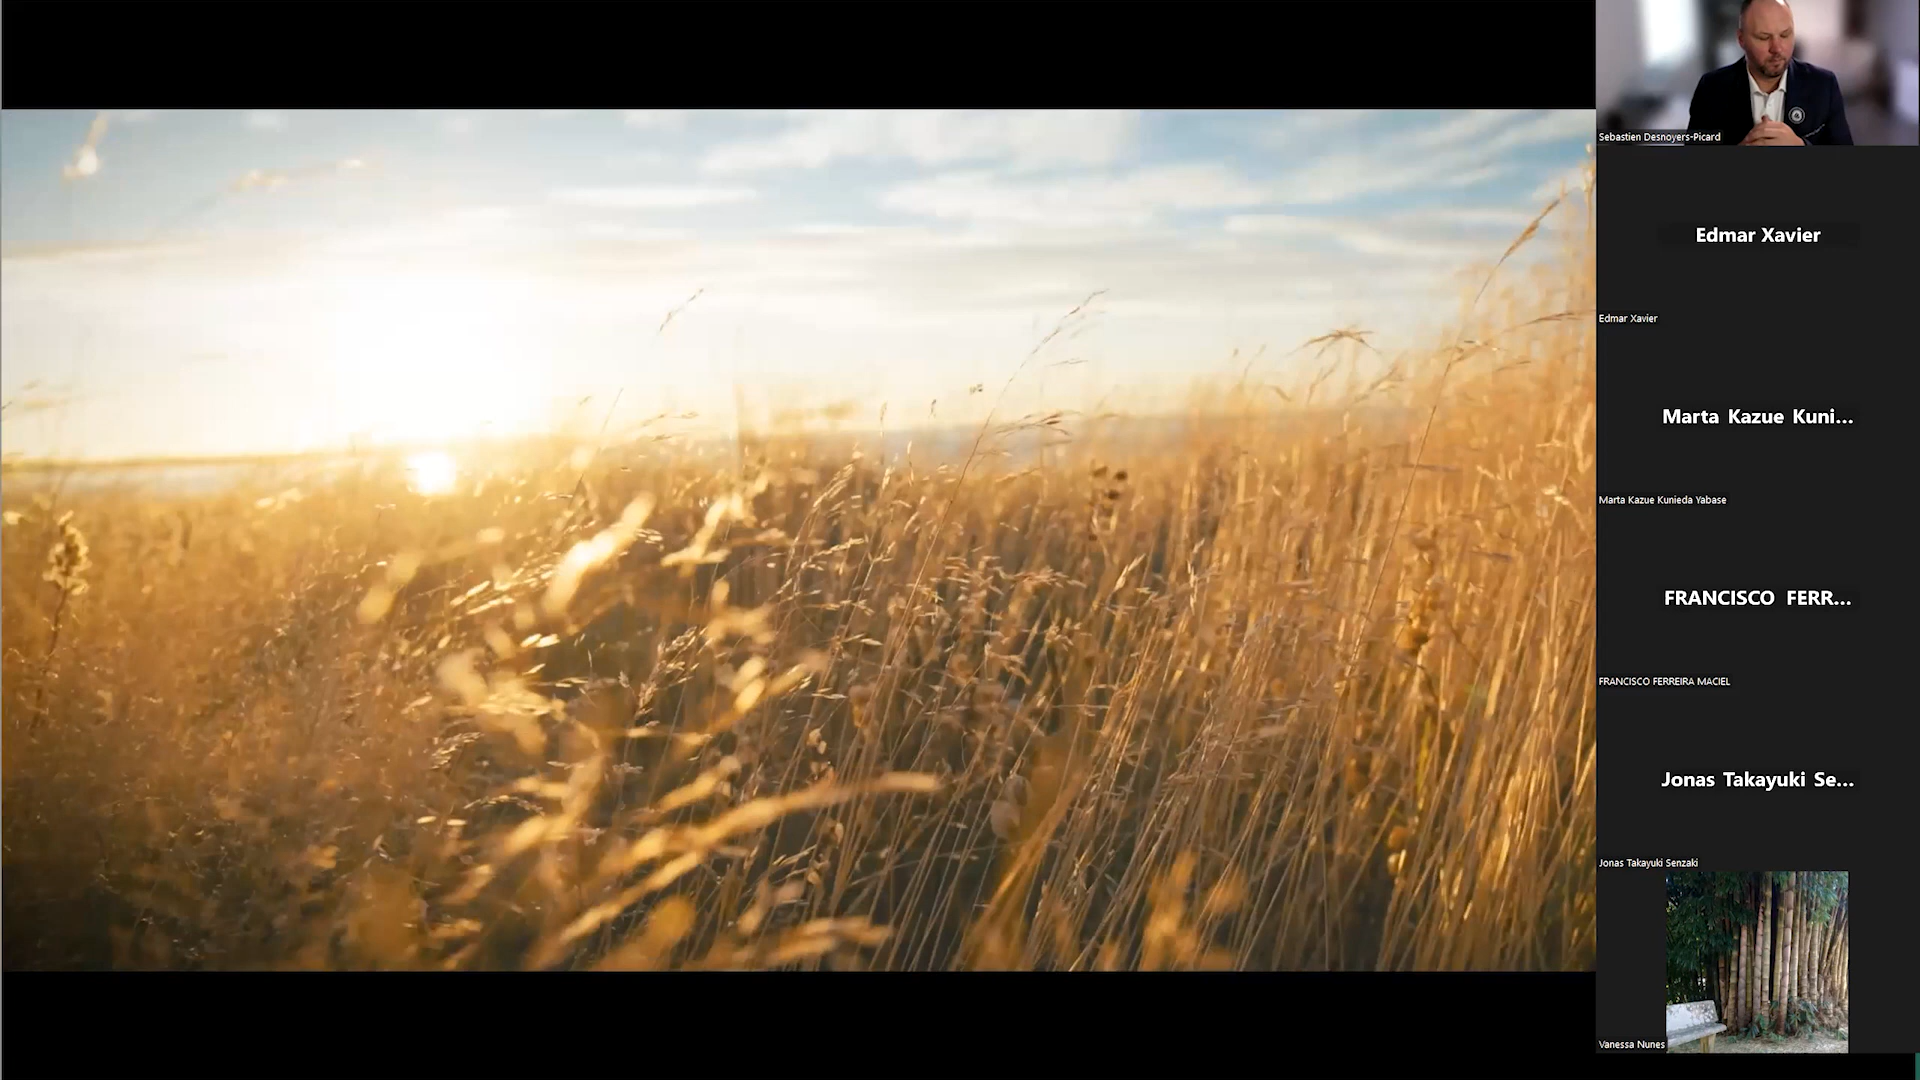 Sebastien Desnoyers-Picard
Edmar Xavier
Edmar Xavier
Marta Kazue Kuni...
Marta Kazue Kunieda Yabase
FRANCISCO FERR...
FRANCISCO FERREIRA MACIEL
Jonas Takayuki Se...
Jonas Takayuki Senzaki
Vanessa Nunes